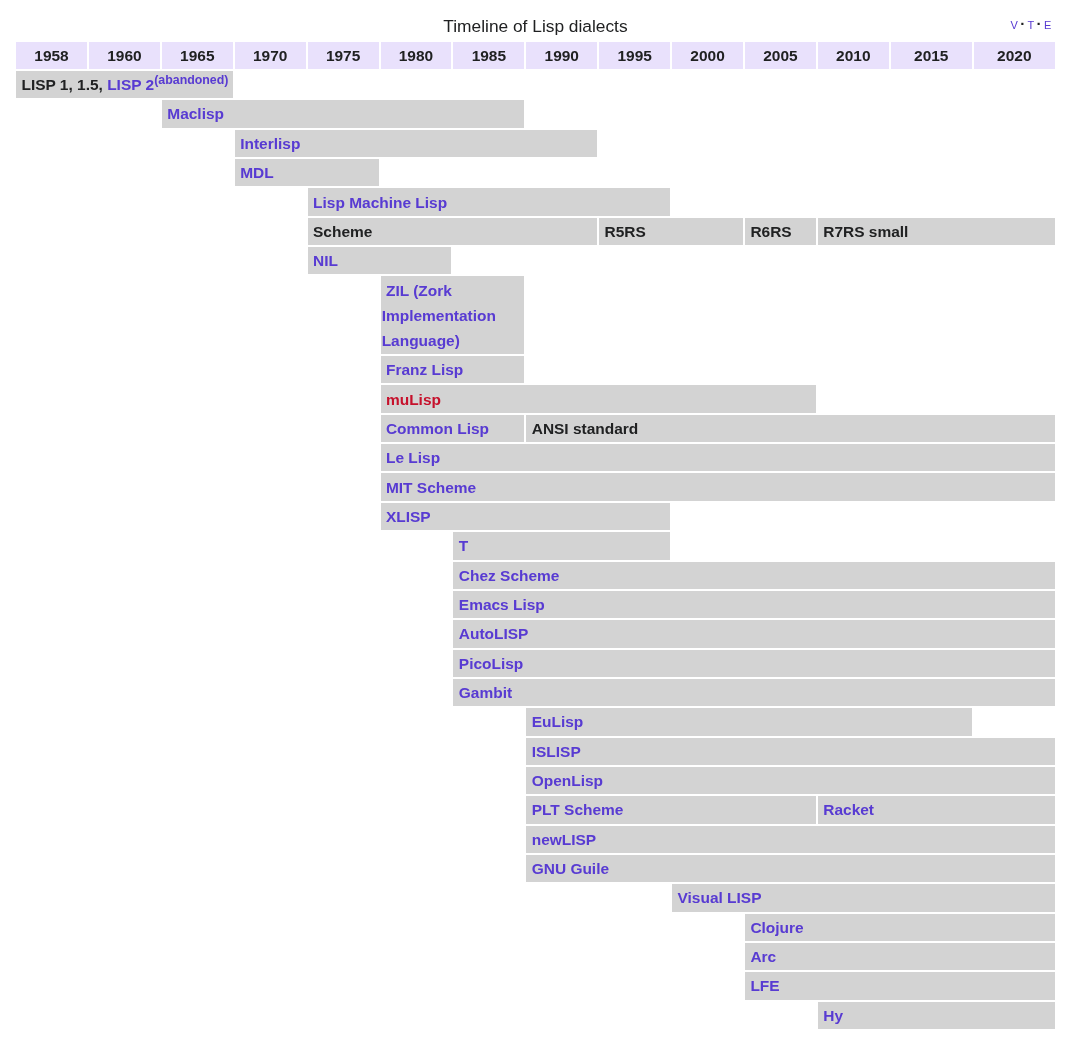 Timeline of Lisp dialects
V • T • E
1958 1960 1965 1970 1975 1980 1985 1990 1995 2000 2005 2010 2015 2020
LISP 1, 1.5, LISP 2(abandoned)
Maclisp
Interlisp
MDL
Lisp Machine Lisp
Scheme R5RS R6RS R7RS small
NIL
ZIL (Zork
Implementation
Language)
Franz Lisp
muLisp
Common Lisp ANSI standard
Le Lisp
MIT Scheme
XLISP
T
Chez Scheme
Emacs Lisp
AutoLISP
PicoLisp
Gambit
EuLisp
ISLISP
OpenLisp
PLT Scheme Racket
newLISP
GNU Guile
Visual LISP
Clojure
Arc
LFE
Hy